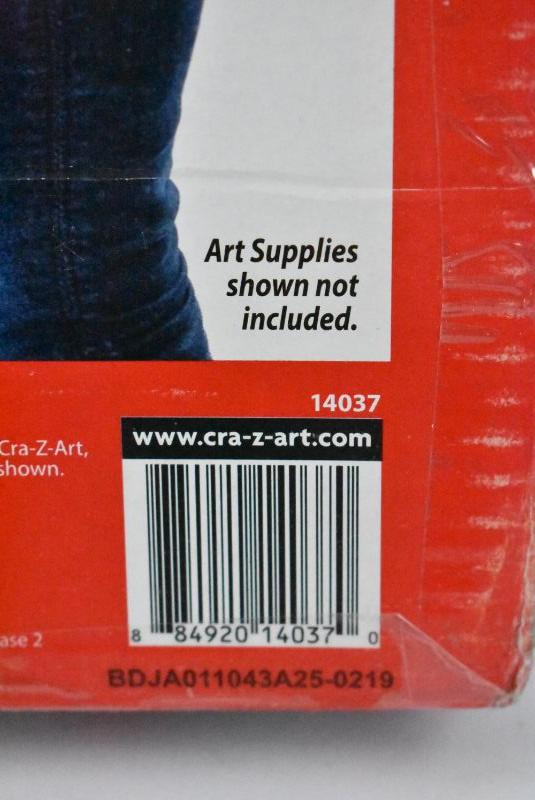 Art Supplies
shown not
included.
14037
www.cra-z-art.com
Cra-Z-Art,
shown.
8 84920 14037 0
ase 2
BDJA011043A25-0219